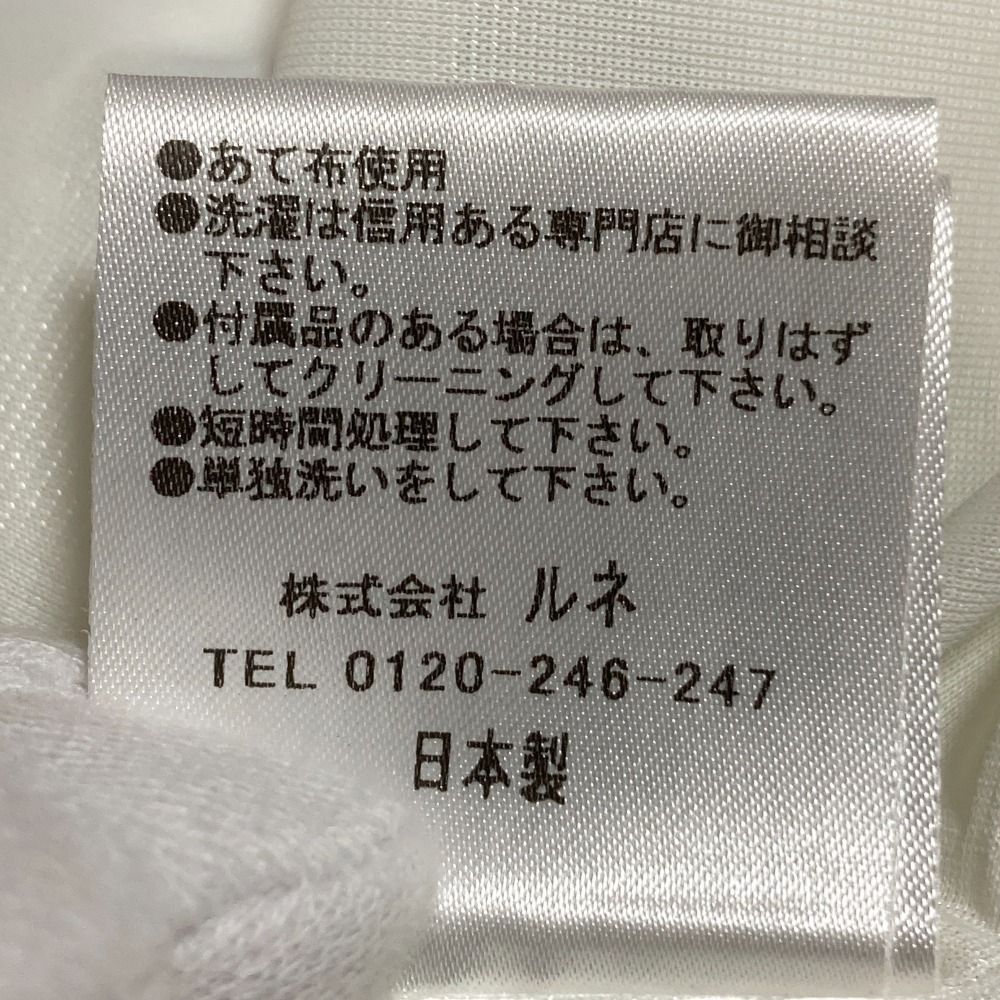 ●あて布使用
●洗濯は信用ある専門店に御相談
下さい。
●付属品のある場合は、取りはず
してクリーニングして下さい。
●短時間処理して下さい。
●単独洗いをして下さい。
株式会社 ルネ
TEL 0120-246-247
日本製